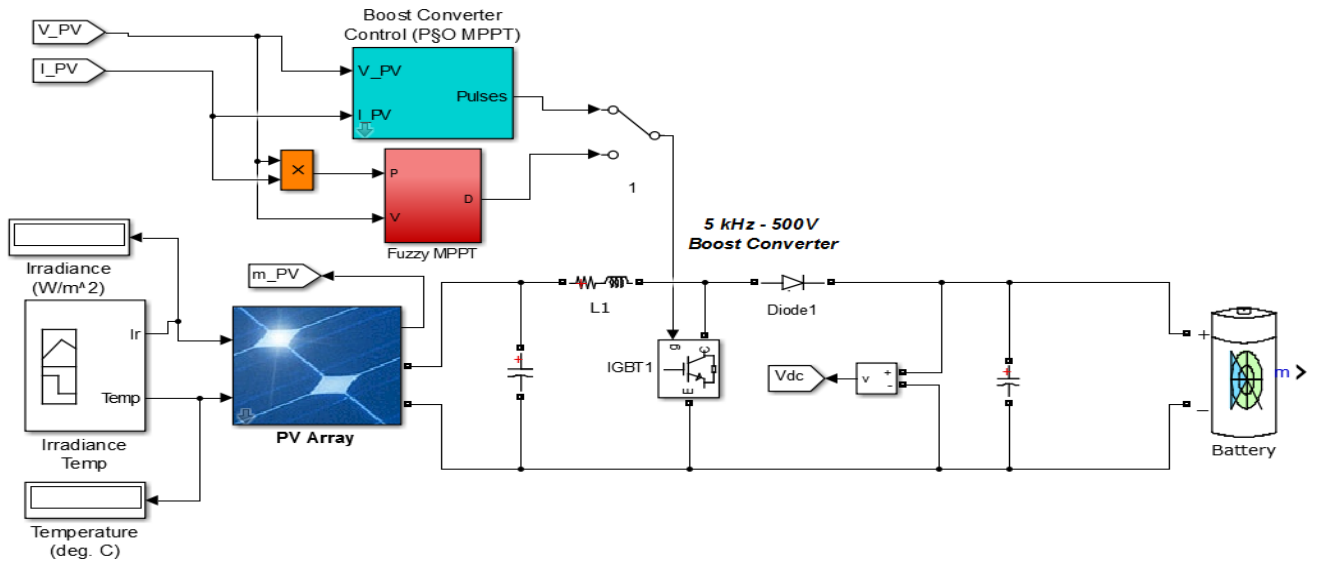 Boost Converter
Control (P§O MPPT)
V_PV
I_PV
V_PV
I_PV
Pulses
×
P
V
D
Fuzzy MPPT
1
5 kHz - 500V
Boost Converter
Irradiance
(W/m^2)
m_PV
Ir
Temp
Irradiance
Temp
PV Array
Temperature
(deg. C)
+
L1
+
g
C
E
IGBT1
Diode1
Vdc
v
+
-
+
+
m
-
Battery